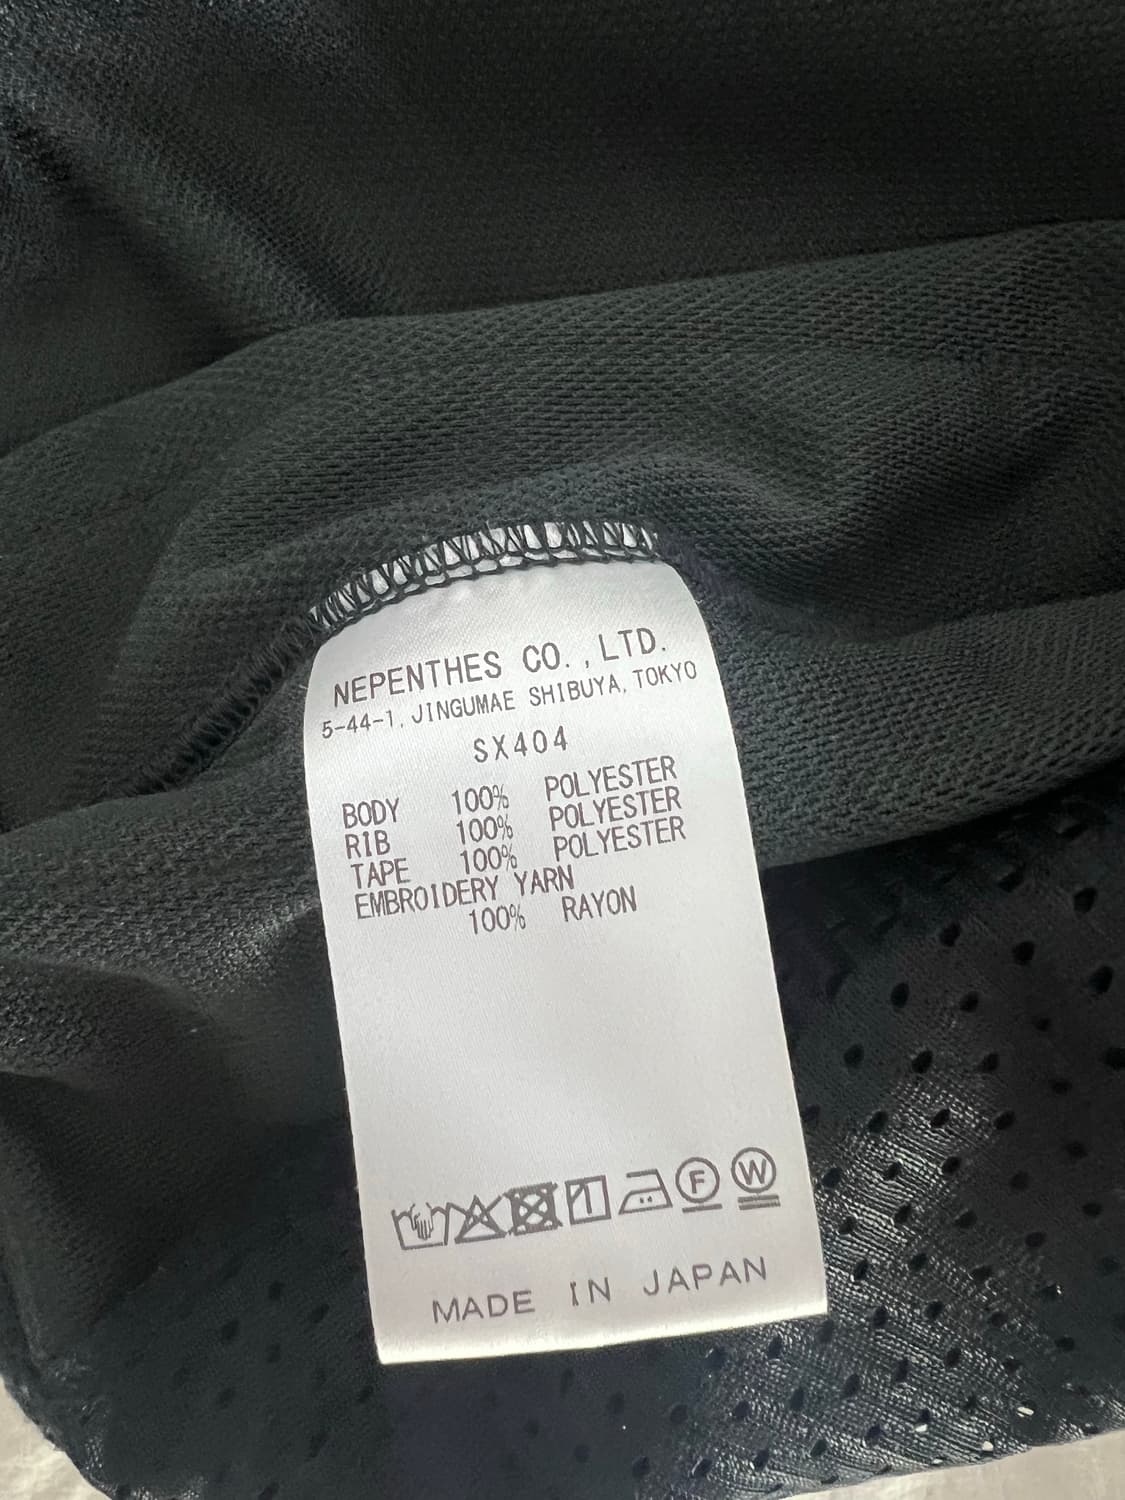 NEPENTHES CO.,LTD.
5-44-1, JINGUMAE SHIBUYA, TOKYO
SX404
BODY 100% POLYESTER
RIB 100% POLYESTER
TAPE 100% POLYESTER
EMBROIDERY YARN
100% RAYON
F W
MADE IN JAPAN